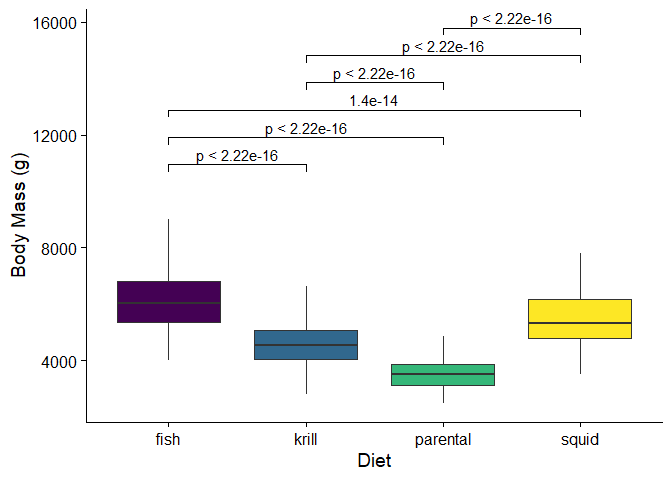 16000
p < 2.22e-16
p < 2.22e-16
p < 2.22e-16
1.4e-14
12000
p < 2.22e-16
p < 2.22e-16
8000
4000
Body Mass (g)
fish krill parental squid
Diet